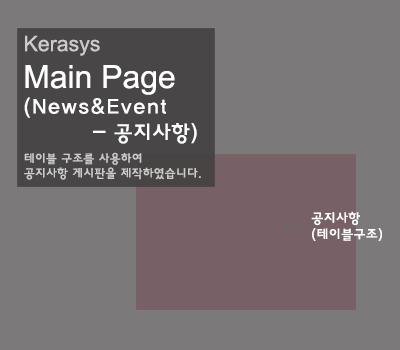 Kerasys
Main Page
(News&Event
- 공지사항)
테이블 구조를 사용하여
공지사항 게시판을 제작하였습니다.
공지사항
(테이블구조)